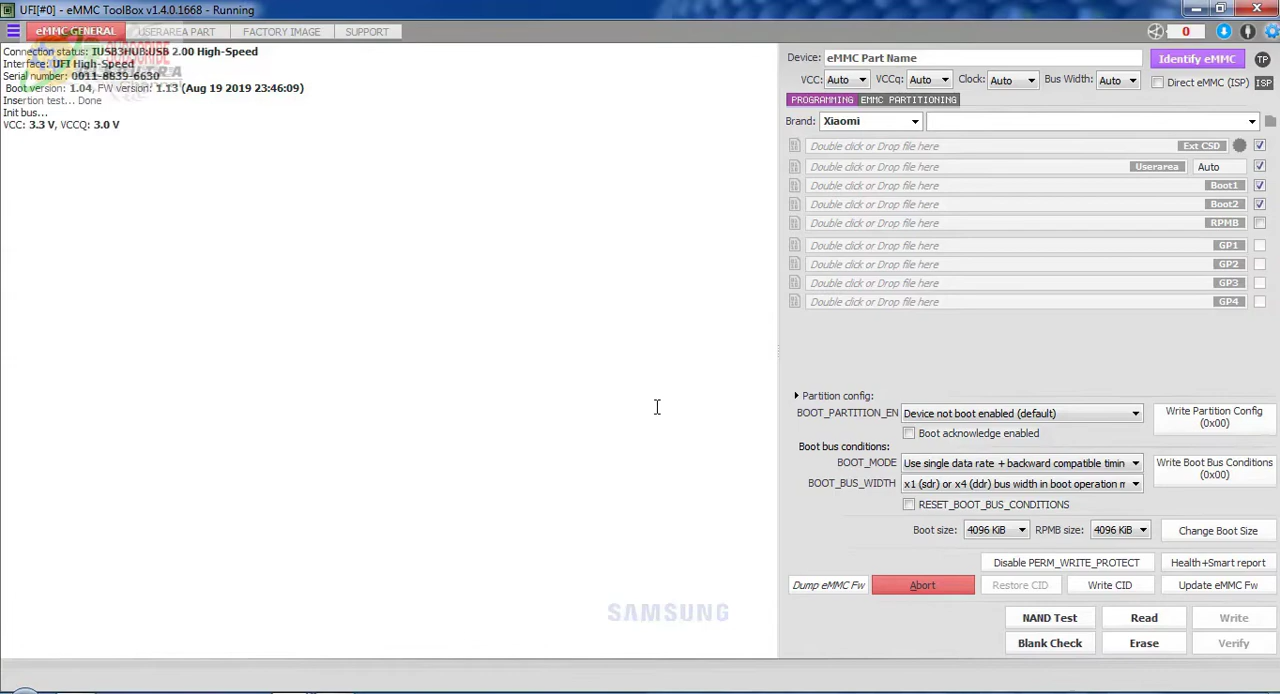 UFI[#0] - eMMC ToolBox v1.4.0.1668 - Running
eMMC GENERAL USERAREA PART FACTORY IMAGE SUPPORT 0
SUBSCRIBE
Connection status: IUSB3HUBUSB 2.00 High-Speed
Interface: UFI High-Speed
Serial number: 0011-8839-6630
Boot version: 1.04, FW version: 1.13 (Aug 19 2019 23:46:09)
Insertion test... Done
Init bus...
VCC: 3.3 V, VCCQ: 3.0 V
SAMSUNG
Device: eMMC Part Name Identify eMMC TP
VCC: Auto VCCq: Auto Clock: Auto Bus Width: Auto Direct eMMC (ISP) ISP
PROGRAMMING EMMC PARTITIONING
Brand: Xiaomi
Double click or Drop file here Ext CSD
Double click or Drop file here Userarea Auto
Double click or Drop file here Boot1
Double click or Drop file here Boot2
Double click or Drop file here RPMB
Double click or Drop file here GP1
Double click or Drop file here GP2
Double click or Drop file here GP3
Double click or Drop file here GP4
Partition config:
BOOT_PARTITION_EN Device not boot enabled (default) Write Partition Config
(0x00)
Boot acknowledge enabled
Boot bus conditions:
BOOT_MODE Use single data rate + backward compatible timin Write Boot Bus Conditions
(0x00)
BOOT_BUS_WIDTH x1 (sdr) or x4 (ddr) bus width in boot operation m
RESET_BOOT_BUS_CONDITIONS
Boot size: 4096 KiB RPMB size: 4096 KiB Change Boot Size
Disable PERM_WRITE_PROTECT Health+Smart report
Dump eMMC Fw Abort Restore CID Write CID Update eMMC Fw
NAND Test Read Write
Blank Check Erase Verify